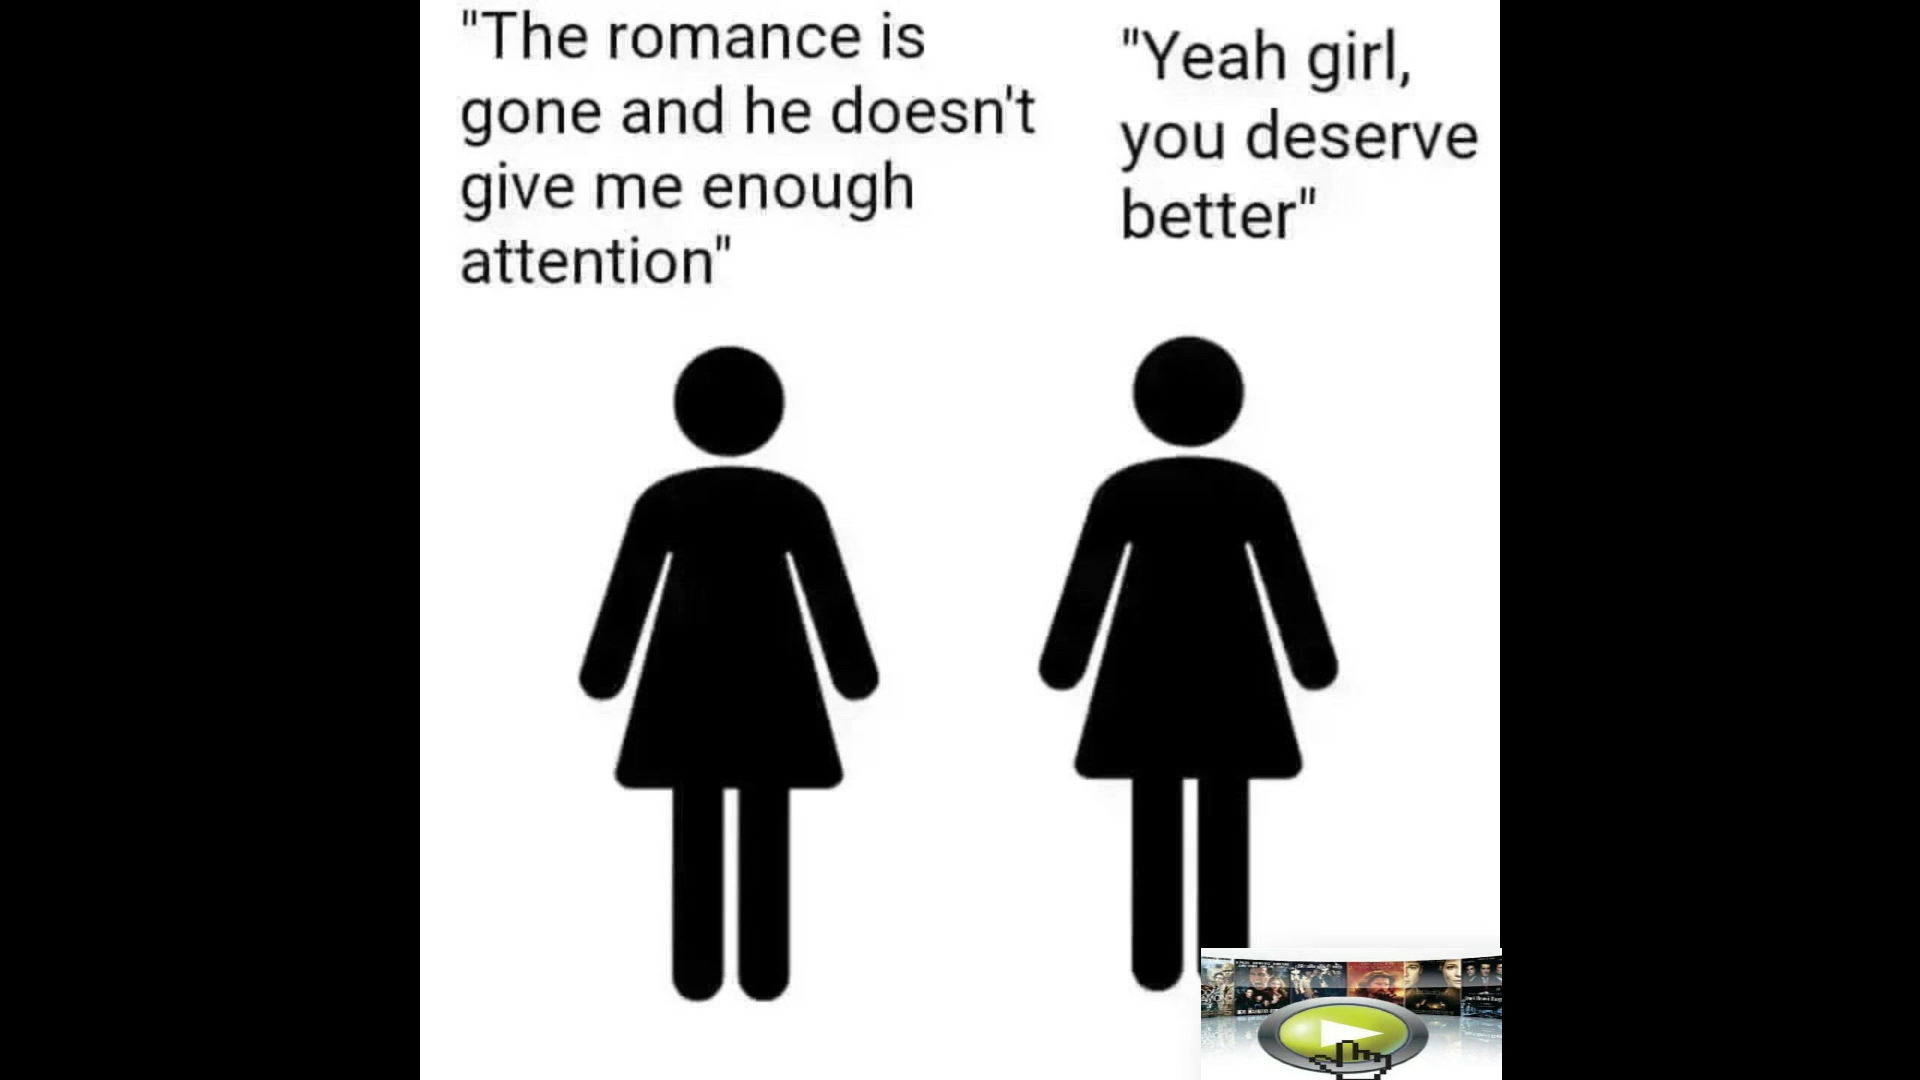 "The romance is
gone and he doesn't
give me enough
attention"
"Yeah girl,
you deserve
better"